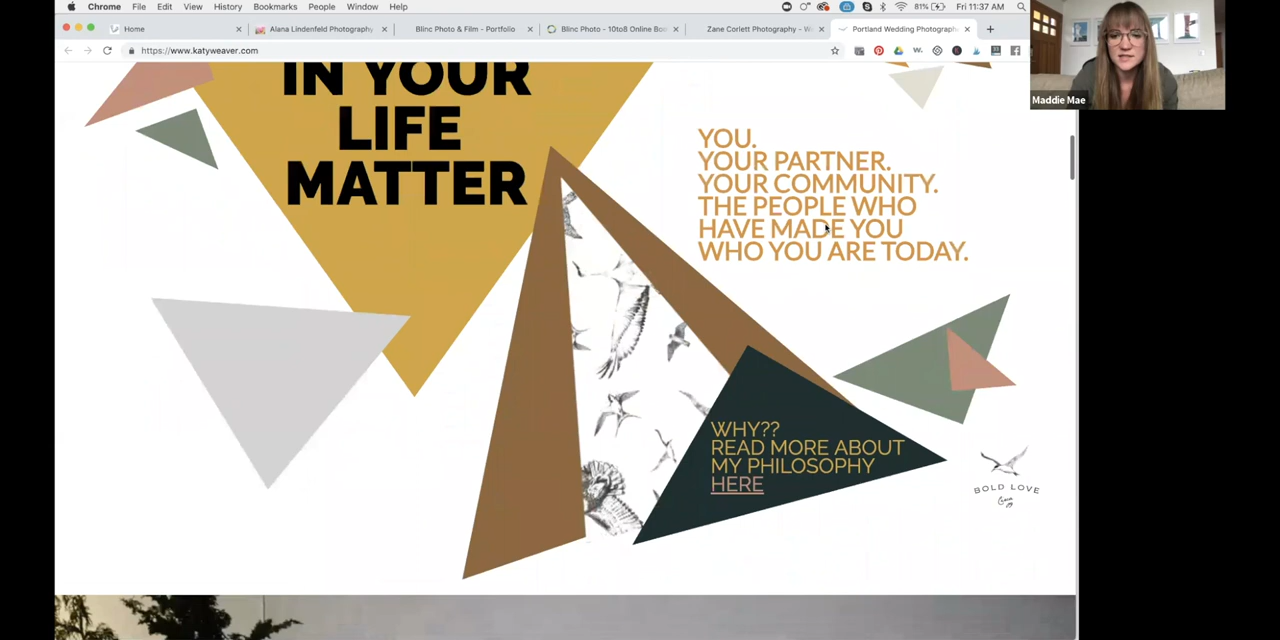 Chrome File Edit View History Bookmarks People Window Help
81% Fri 11:37 AM
Home
Alana Lindenfeld Photography
Blinc Photo & Film - Portfolio
Blinc Photo - 10to8 Online Boo
Zane Corlett Photography - W
Portland Wedding Photographe
https://www.katyweaver.com
Maddie Mae
IN YOUR
LIFE
MATTER
YOU.
YOUR PARTNER.
YOUR COMMUNITY.
THE PEOPLE WHO
HAVE MADE YOU
WHO YOU ARE TODAY.
WHY??
READ MORE ABOUT
MY PHILOSOPHY
HERE
BOLD LOVE